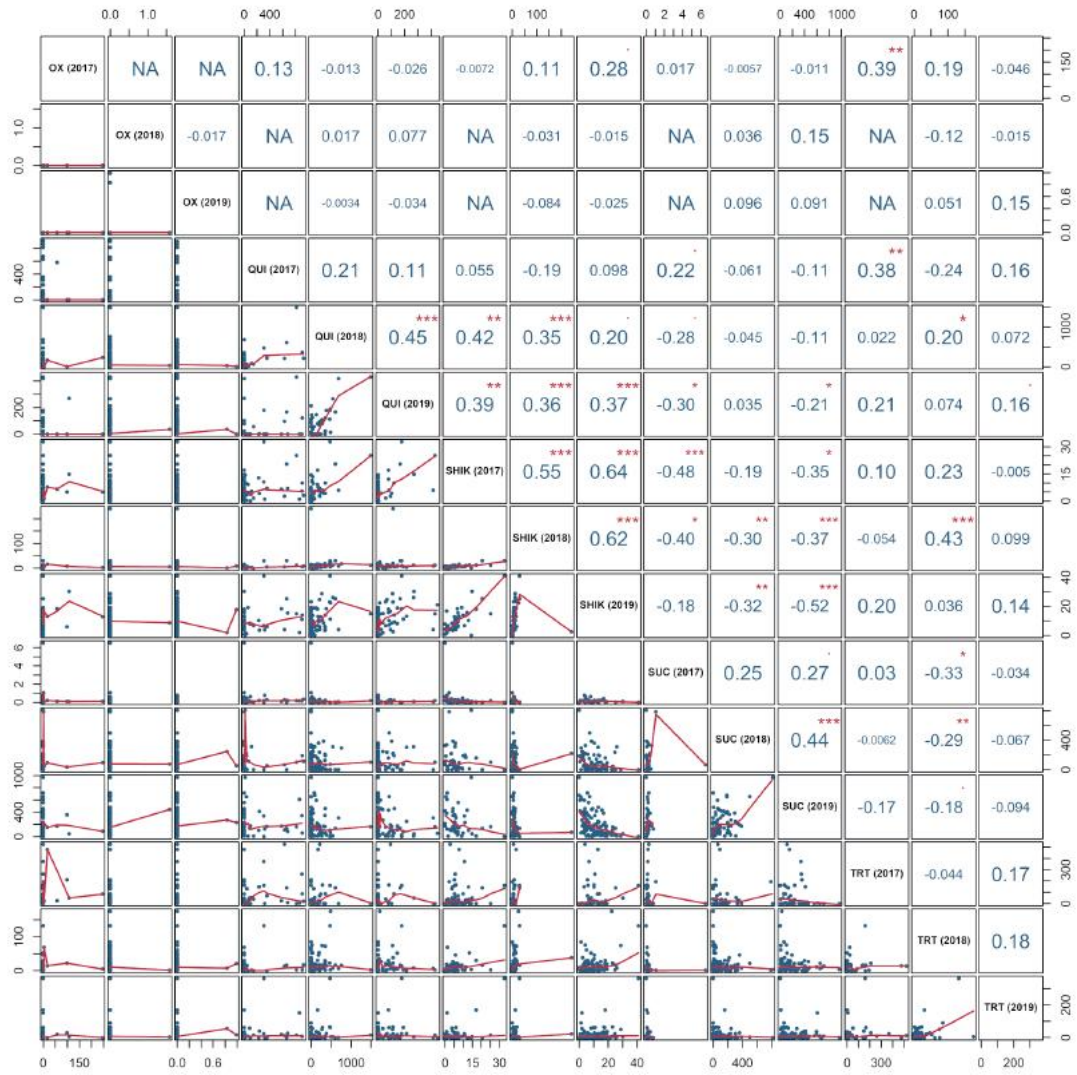 0.0 1.0 0 400 0 200 0 100 0 2 4 6 0 400 1000 0 100
OX (2017) NA NA 0.13 -0.013 -0.026 -0.0072 0.11 0.28 . 0.017 -0.0057 -0.011 0.39 ** 0.19 -0.046 0 150
0.0 1.0 OX (2018) -0.017 NA 0.017 0.077 NA -0.031 -0.015 NA 0.036 0.15 NA -0.12 -0.015
OX (2019) NA -0.0034 -0.034 NA -0.084 -0.025 NA 0.096 0.091 NA 0.051 0.15 0.0 0.6
0 400 QUI (2017) 0.21 0.11 0.055 -0.19 0.098 0.22 . -0.061 -0.11 0.38 ** -0.24 0.16
QUI (2018) 0.45 *** 0.42 ** 0.35 *** 0.20 . -0.28 . -0.045 -0.11 0.022 0.20 * 0.072 0 1000
0 200 QUI (2019) 0.39 ** 0.36 *** 0.37 *** -0.30 * 0.035 -0.21 * 0.21 0.074 0.16 .
SHIK (2017) 0.55 *** 0.64 *** -0.48 *** -0.19 -0.35 * 0.10 0.23 -0.005 0 15 30
0 100 SHIK (2018) 0.62 *** -0.40 * -0.30 ** -0.37 *** -0.054 0.43 *** 0.099
SHIK (2019) -0.18 -0.32 ** -0.52 *** 0.20 0.036 0.14 0 20 40
0 2 4 6 SUC (2017) 0.25 0.27 . 0.03 -0.33 * -0.034
SUC (2018) 0.44 *** -0.0062 -0.29 ** -0.067 0 400
0 400 1000 SUC (2019) -0.17 -0.18 . -0.094
TRT (2017) -0.044 0.17 0 300
0 100 TRT (2018) 0.18
TRT (2019) 0 200
0 150 0.0 0.6 0 1000 0 15 30 0 20 40 0 400 0 300 0 200